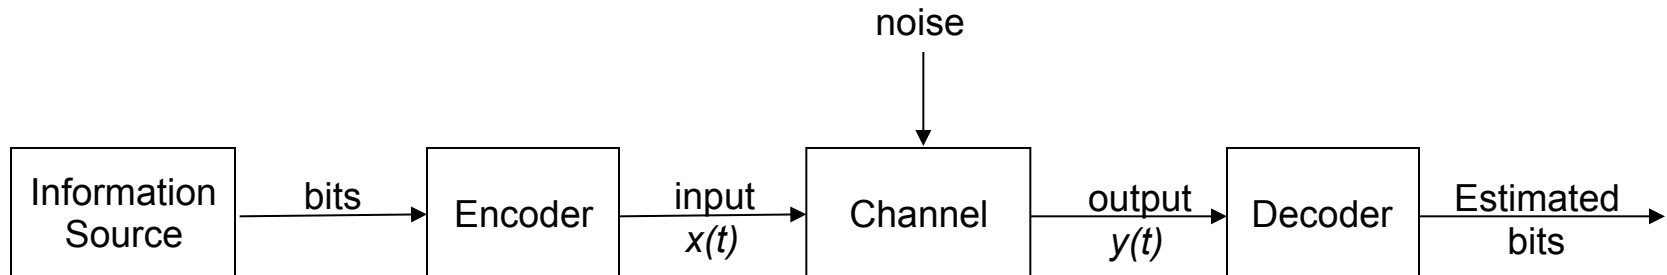 noise
Information
Source
bits
Encoder
input
x(t)
Channel
output
y(t)
Decoder
Estimated
bits